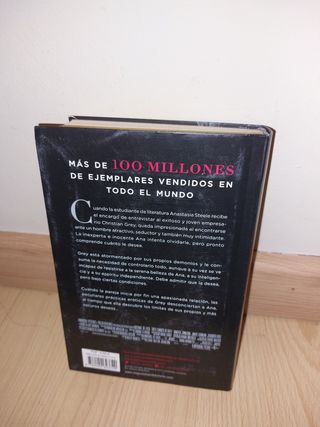 MÁS DE 100 MILLONES
DE EJEMPLARES VENDIDOS EN
TODO EL MUNDO
Cuando la estudiante de literatura Anastasia Steele recibe
el encargo de entrevistar al exitoso y joven empresa-
rio Christian Grey, queda impresionada al encontrarse
ante un hombre atractivo, seductor y también muy intimidante.
La inexperta e inocente Ana intenta olvidarle, pero pronto
comprende cuánto le desea.
Grey está atormentado por sus propios demonios y le con-
sume la necesidad de controlarlo todo, aunque a su vez se ve
incapaz de resistirse a la serena belleza de Ana, a su inteligen-
cia y a su espíritu independiente. Debe admitir que la desea,
pero bajo ciertas condiciones.
Cuando la pareja inicia por fin una apasionada relación, las
peculiares prácticas eróticas de Grey desconciertan a Ana,
al tiempo que ella descubre los límites de sus propios y más
oscuros deseos.